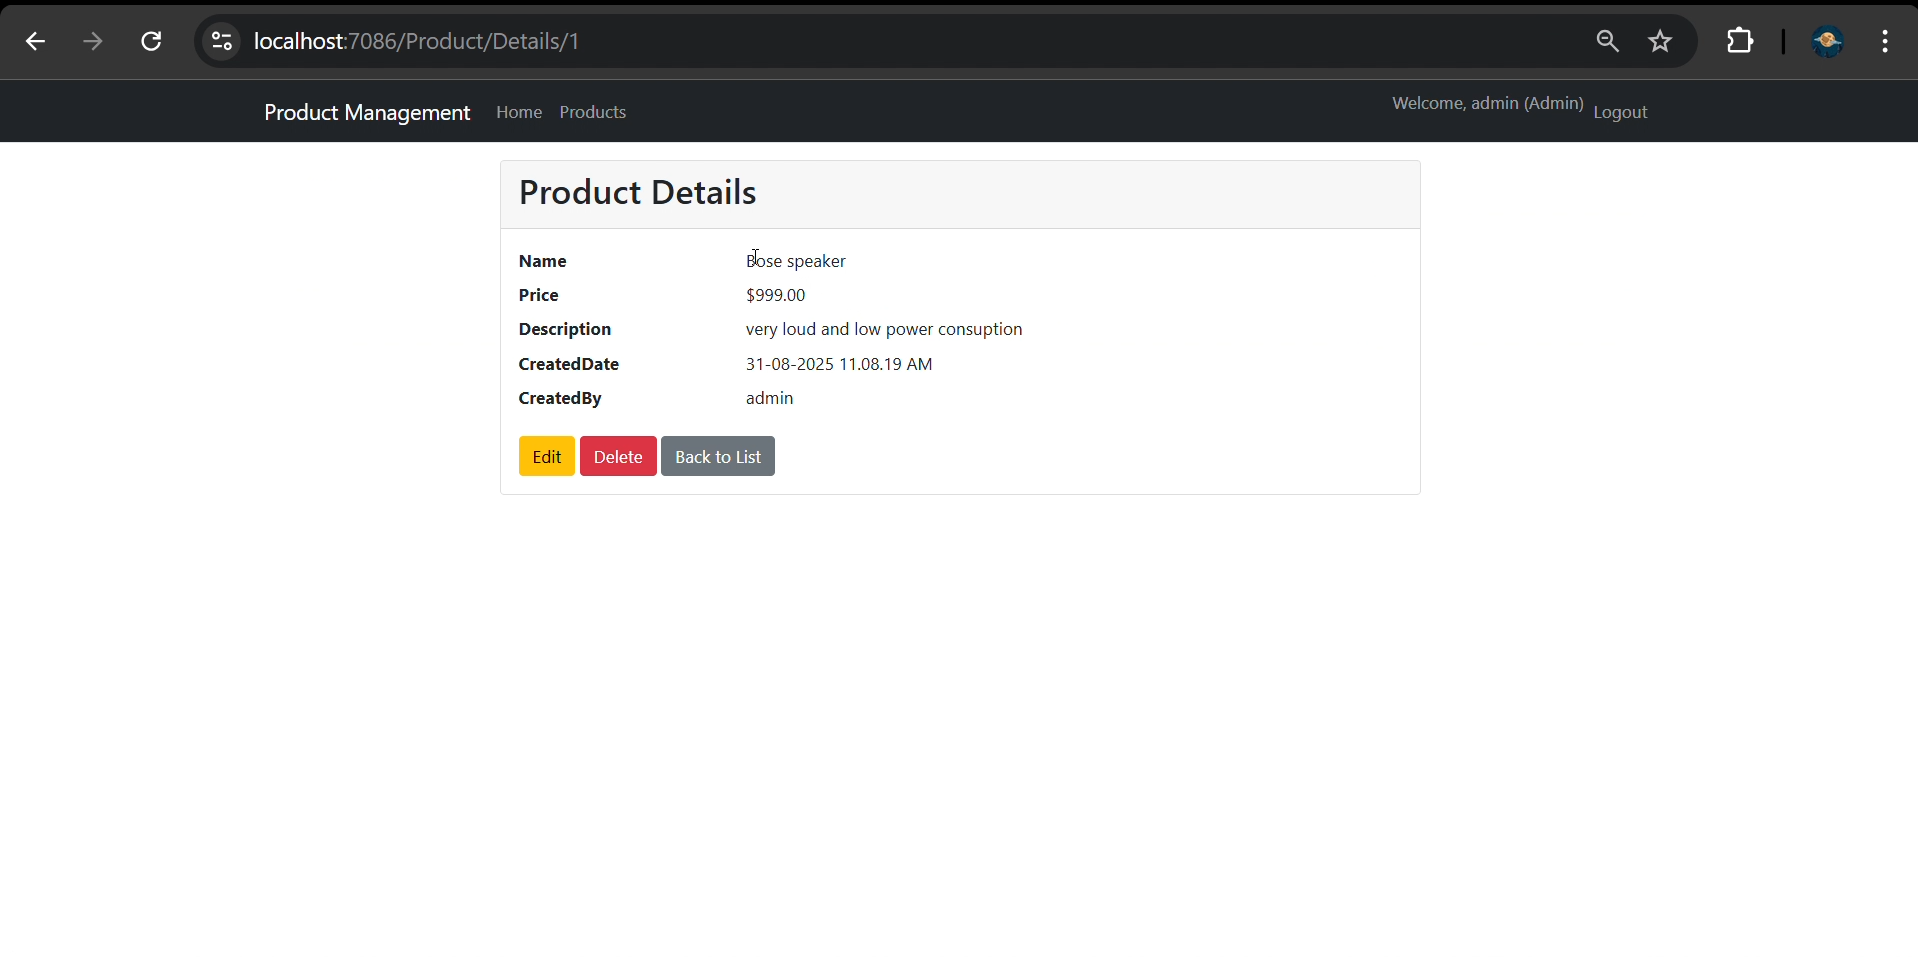 localhost:7086/Product/Details/1
Product Management Home Products Welcome, admin (Admin) Logout
Product Details
Name Bose speaker
Price $999.00
Description very loud and low power consuption
CreatedDate 31-08-2025 11.08.19 AM
CreatedBy admin
Edit Delete Back to List